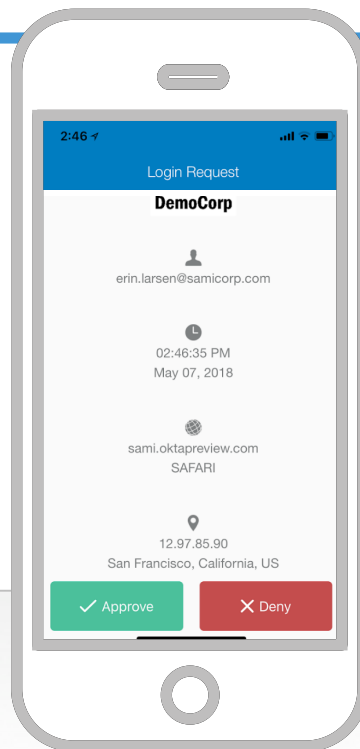 2:46
Login Request
DemoCorp
erin.larsen@samicorp.com
02:46:35 PM
May 07, 2018
sami.oktapreview.com
SAFARI
12.97.85.90
San Francisco, California, US
Approve
Deny